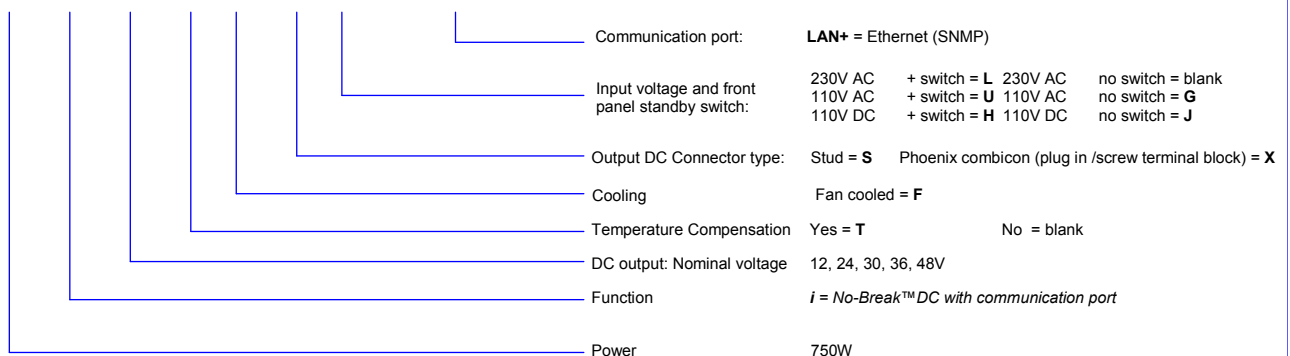 Communication port: LAN+ = Ethernet (SNMP)
Input voltage and front panel standby switch:
230V AC + switch = L 230V AC no switch = blank
110V AC + switch = U 110V AC no switch = G
110V DC + switch = H 110V DC no switch = J
Output DC Connector type: Stud = S Phoenix combicon (plug in /screw terminal block) = X
Cooling Fan cooled = F
Temperature Compensation Yes = T No = blank
DC output: Nominal voltage 12, 24, 30, 36, 48V
Function i = No-Break™DC with communication port
Power 750W